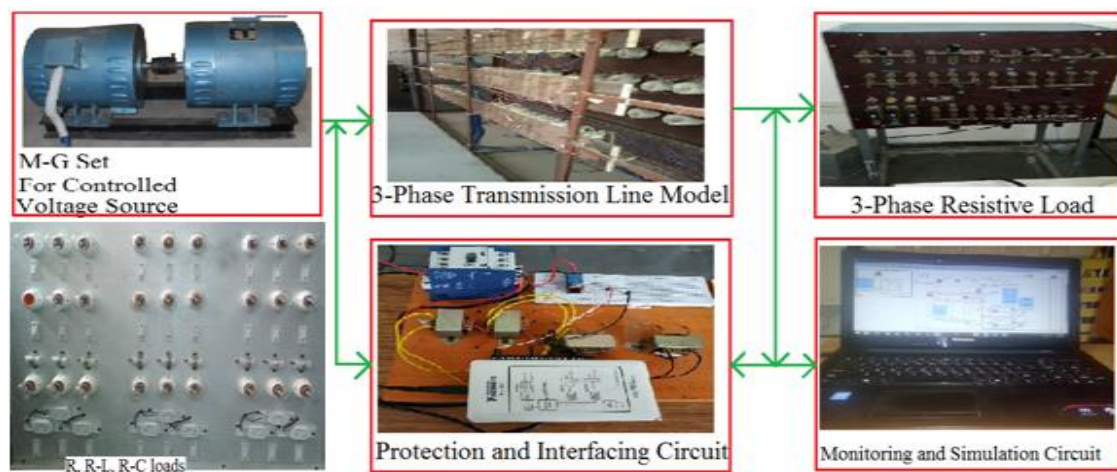 M-G Set
For Controlled
Voltage Source
3-Phase Transmission Line Model
3-Phase Resistive Load
R, R-L, R-C loads
Protection and Interfacing Circuit
Monitoring and Simulation Circuit